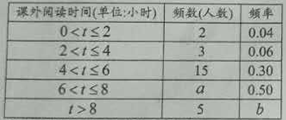 课外阅读时间(单位:小时) 频数(人数) 频率
0<t≤2 2 0.04
2<t≤4 3 0.06
4<t≤6 15 0.30
6<t≤8 a 0.50
t>8 5 b